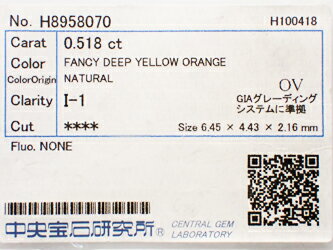 No. H8958070 H100418
Carat 0.518 ct
Color FANCY DEEP YELLOW ORANGE
ColorOrigin NATURAL
Clarity I-1
OV
GIAグレーディング
システムに準拠
Cut ****
Size 6.45 × 4.43 × 2.16 mm
Fluo. NONE
中央宝石研究所®
CENTRAL GEM
LABORATORY